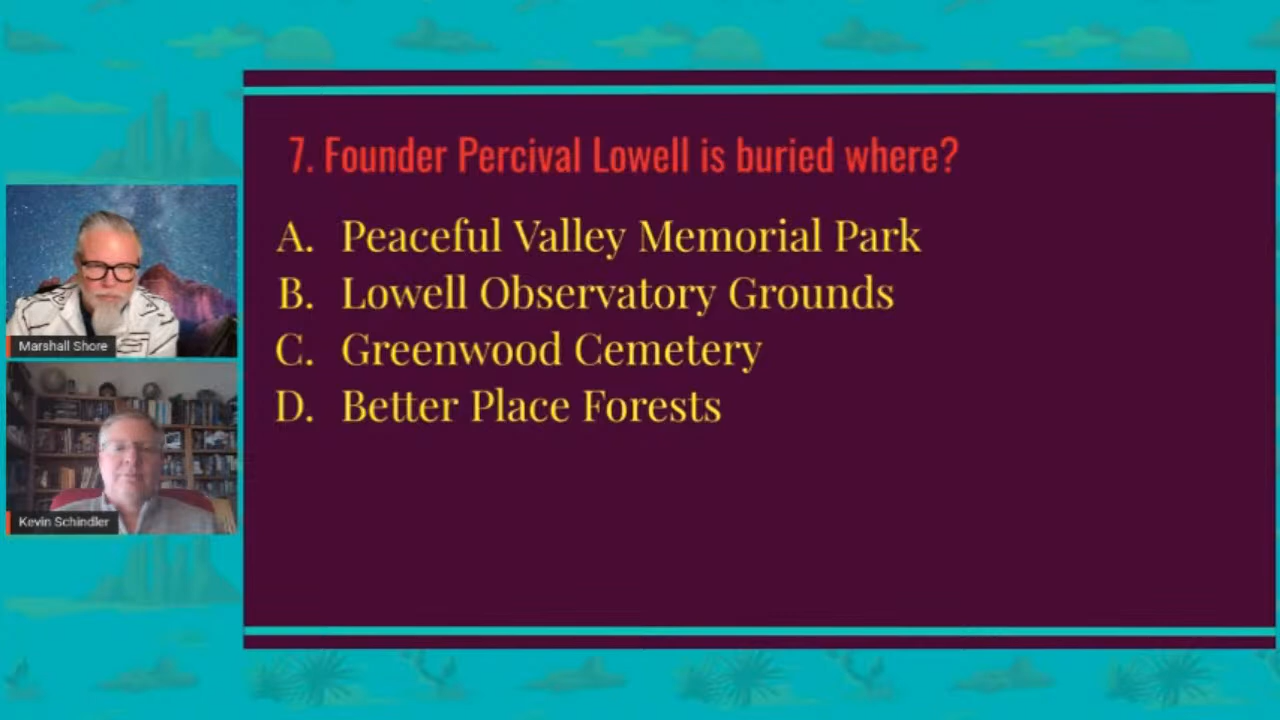 7. Founder Percival Lowell is buried where?
A. Peaceful Valley Memorial Park
B. Lowell Observatory Grounds
C. Greenwood Cemetery
D. Better Place Forests
Marshall Shore
Kevin Schindler